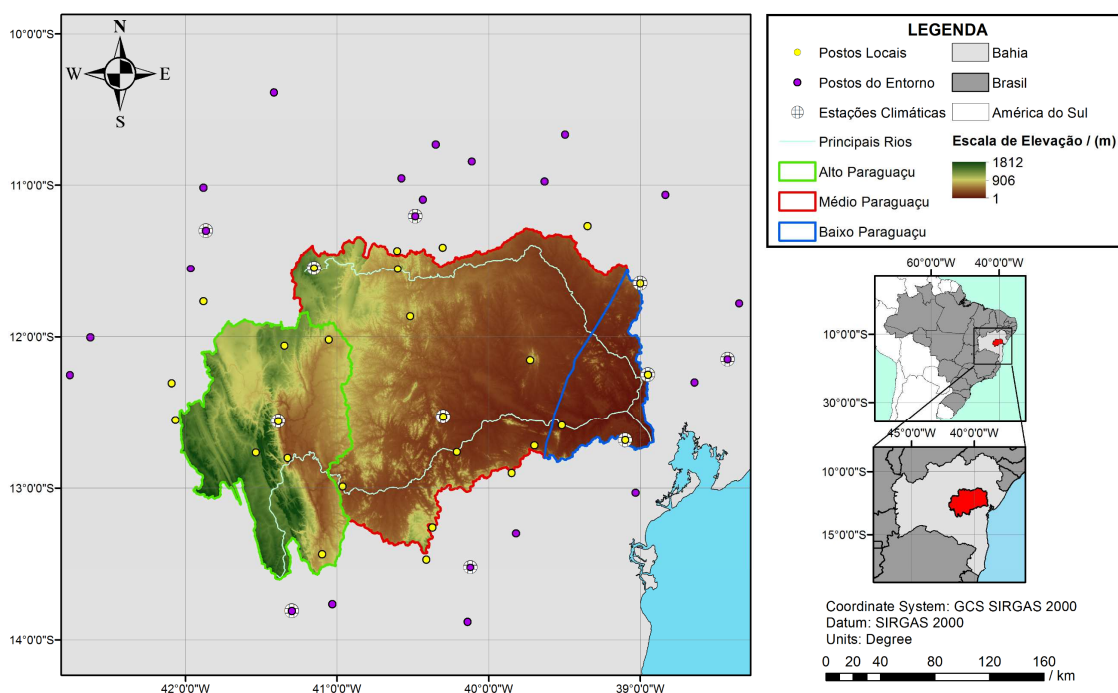 10°0'0"S
11°0'0"S
12°0'0"S
13°0'0"S
14°0'0"S
42°0'0"W
41°0'0"W
40°0'0"W
39°0'0"W
N
W
E
S
LEGENDA
Postos Locais
Bahia
Postos do Entorno
Brasil
Estações Climáticas
América do Sul
Principais Rios
Escala de Elevação / (m)
Alto Paraguaçu
1812
906
1
Médio Paraguaçu
Baixo Paraguaçu
60°0'0"W
40°0'0"W
10°0'0"S
30°0'0"S
45°0'0"W
40°0'0"W
10°0'0"S
15°0'0"S
Coordinate System: GCS SIRGAS 2000
Datum: SIRGAS 2000
Units: Degree
0 20 40 80 120 160
/ km